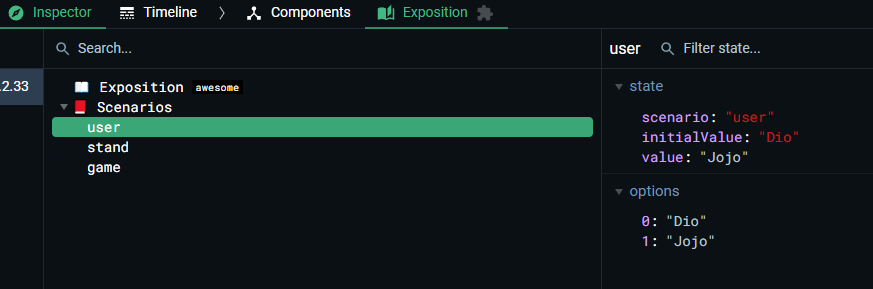 Inspector Timeline Components Exposition
Search... user Filter state...
.2.33 Exposition awesome state
Scenarios
user scenario: "user"
initialValue: "Dio"
stand value: "Jojo"
game
options
0: "Dio"
1: "Jojo"